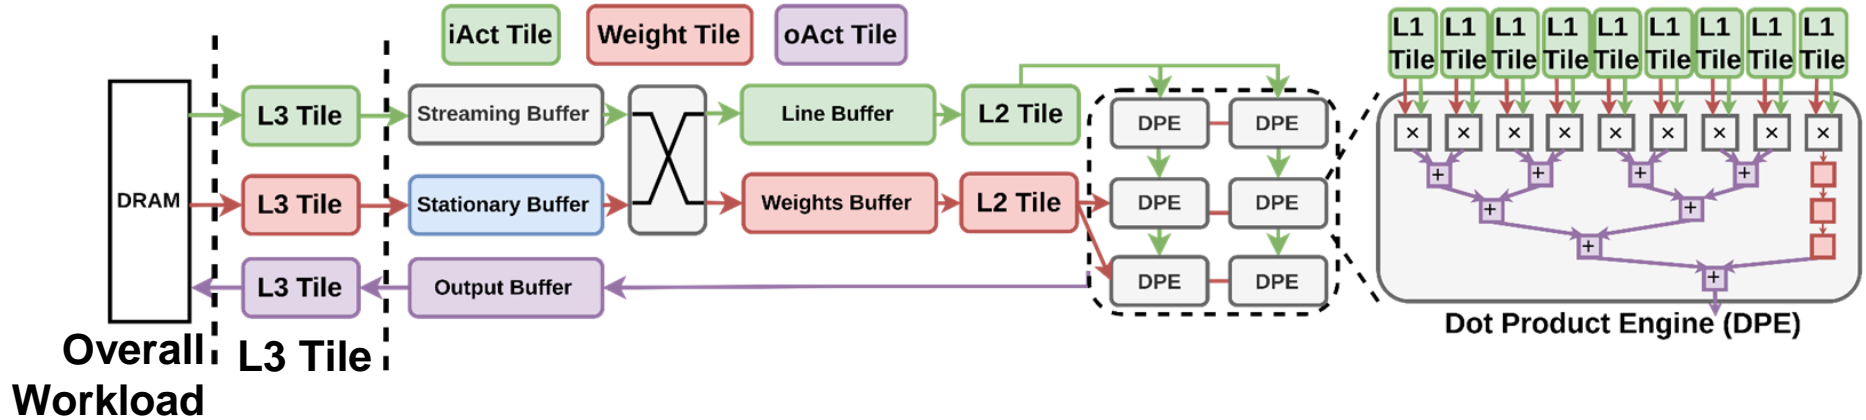 iAct Tile
Weight Tile
oAct Tile
L1 Tile
L1 Tile
L1 Tile
L1 Tile
L1 Tile
L1 Tile
L1 Tile
L1 Tile
L1 Tile
DRAM
L3 Tile
Streaming Buffer
Line Buffer
L2 Tile
DPE
DPE
× × × × × × × × ×
+ + + +
L3 Tile
Stationary Buffer
Weights Buffer
L2 Tile
DPE
DPE
+ +
+
L3 Tile
Output Buffer
DPE
DPE
+
Dot Product Engine (DPE)
Overall
Workload
L3 Tile